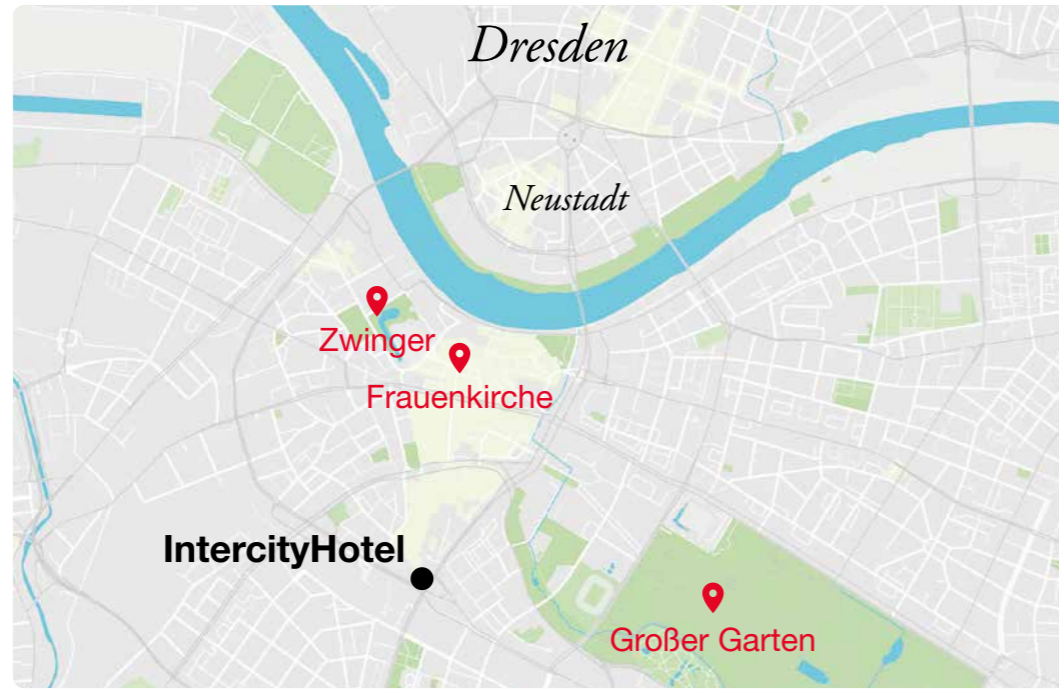 Dresden
Neustadt
Zwinger
Frauenkirche
IntercityHotel
Großer Garten